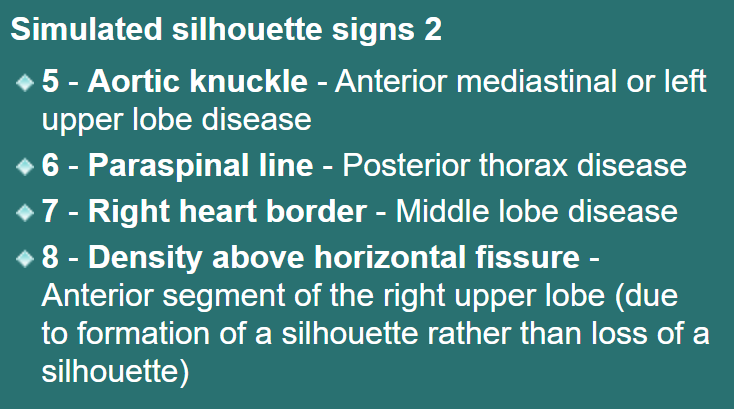 Simulated silhouette signs 2
5 - Aortic knuckle - Anterior mediastinal or left
upper lobe disease
6 - Paraspinal line - Posterior thorax disease
7 - Right heart border - Middle lobe disease
8 - Density above horizontal fissure -
Anterior segment of the right upper lobe (due
to formation of a silhouette rather than loss of a
silhouette)